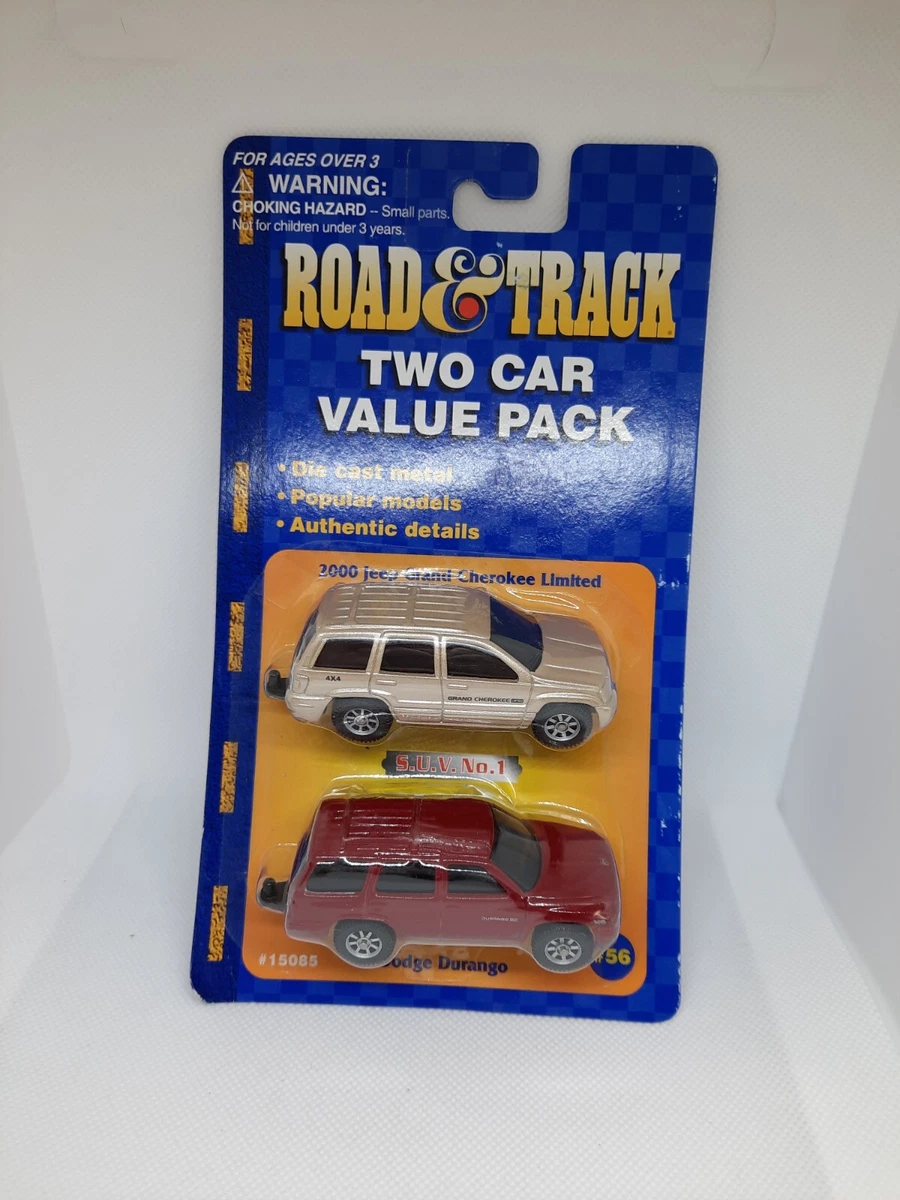 FOR AGES OVER 3
⚠ WARNING:
CHOKING HAZARD -- Small parts.
Not for children under 3 years.
ROAD & TRACK
TWO CAR
VALUE PACK
• Die cast metal
• Popular models
• Authentic details
2000 Jeep Grand Cherokee Limited
4X4
GRAND CHEROKEE
S.U.V. No.1
#15085
Dodge Durango
#56